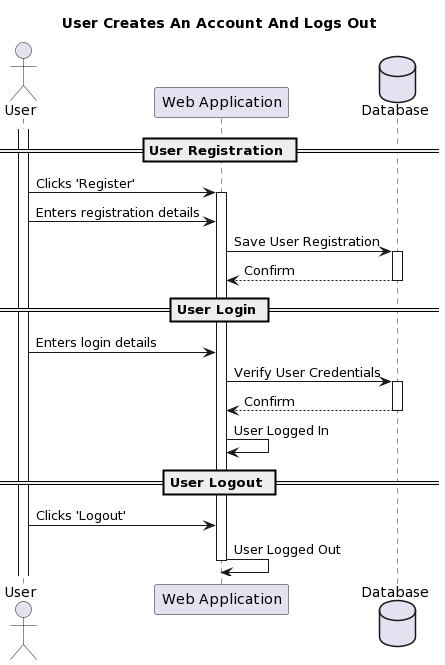 User Creates An Account And Logs Out
User
Web Application
Database
User Registration
Clicks 'Register'
Enters registration details
Save User Registration
Confirm
User Login
Enters login details
Verify User Credentials
Confirm
User Logged In
User Logout
Clicks 'Logout'
User Logged Out
User
Web Application
Database